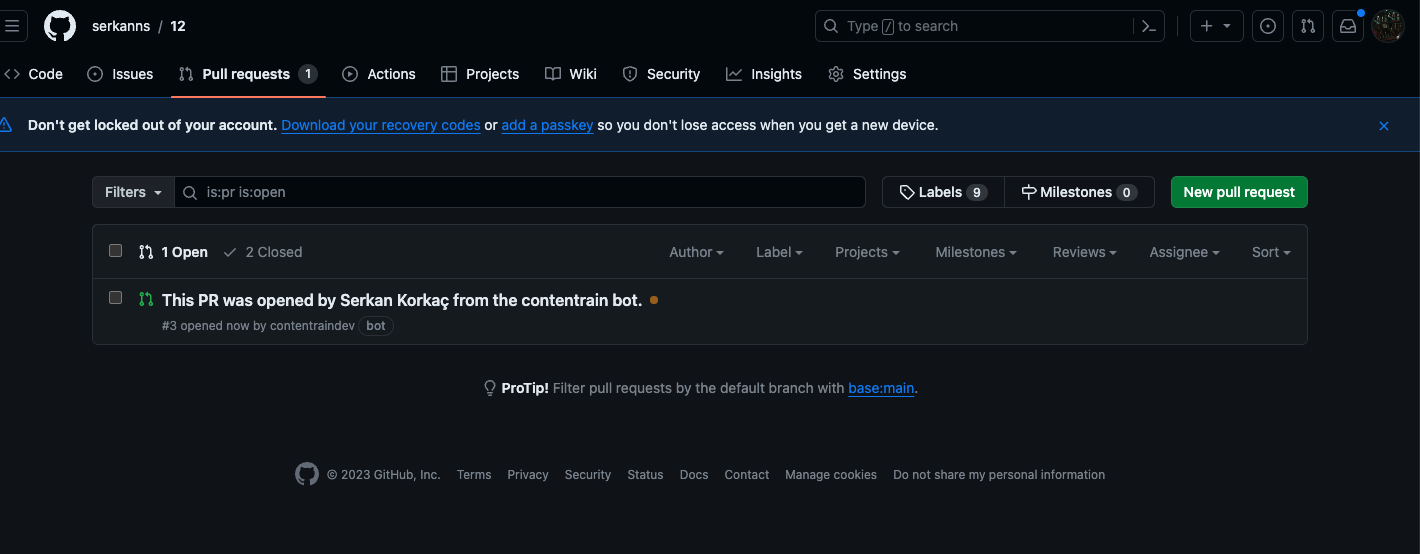 serkanns / 12
Type / to search
Code Issues Pull requests 1 Actions Projects Wiki Security Insights Settings
Don't get locked out of your account. Download your recovery codes or add a passkey so you don't lose access when you get a new device.
Filters is:pr is:open Labels 9 Milestones 0 New pull request
1 Open 2 Closed Author Label Projects Milestones Reviews Assignee Sort
This PR was opened by Serkan Korkaç from the contentrain bot.
#3 opened now by contentraindev bot
ProTip! Filter pull requests by the default branch with base:main.
© 2023 GitHub, Inc. Terms Privacy Security Status Docs Contact Manage cookies Do not share my personal information